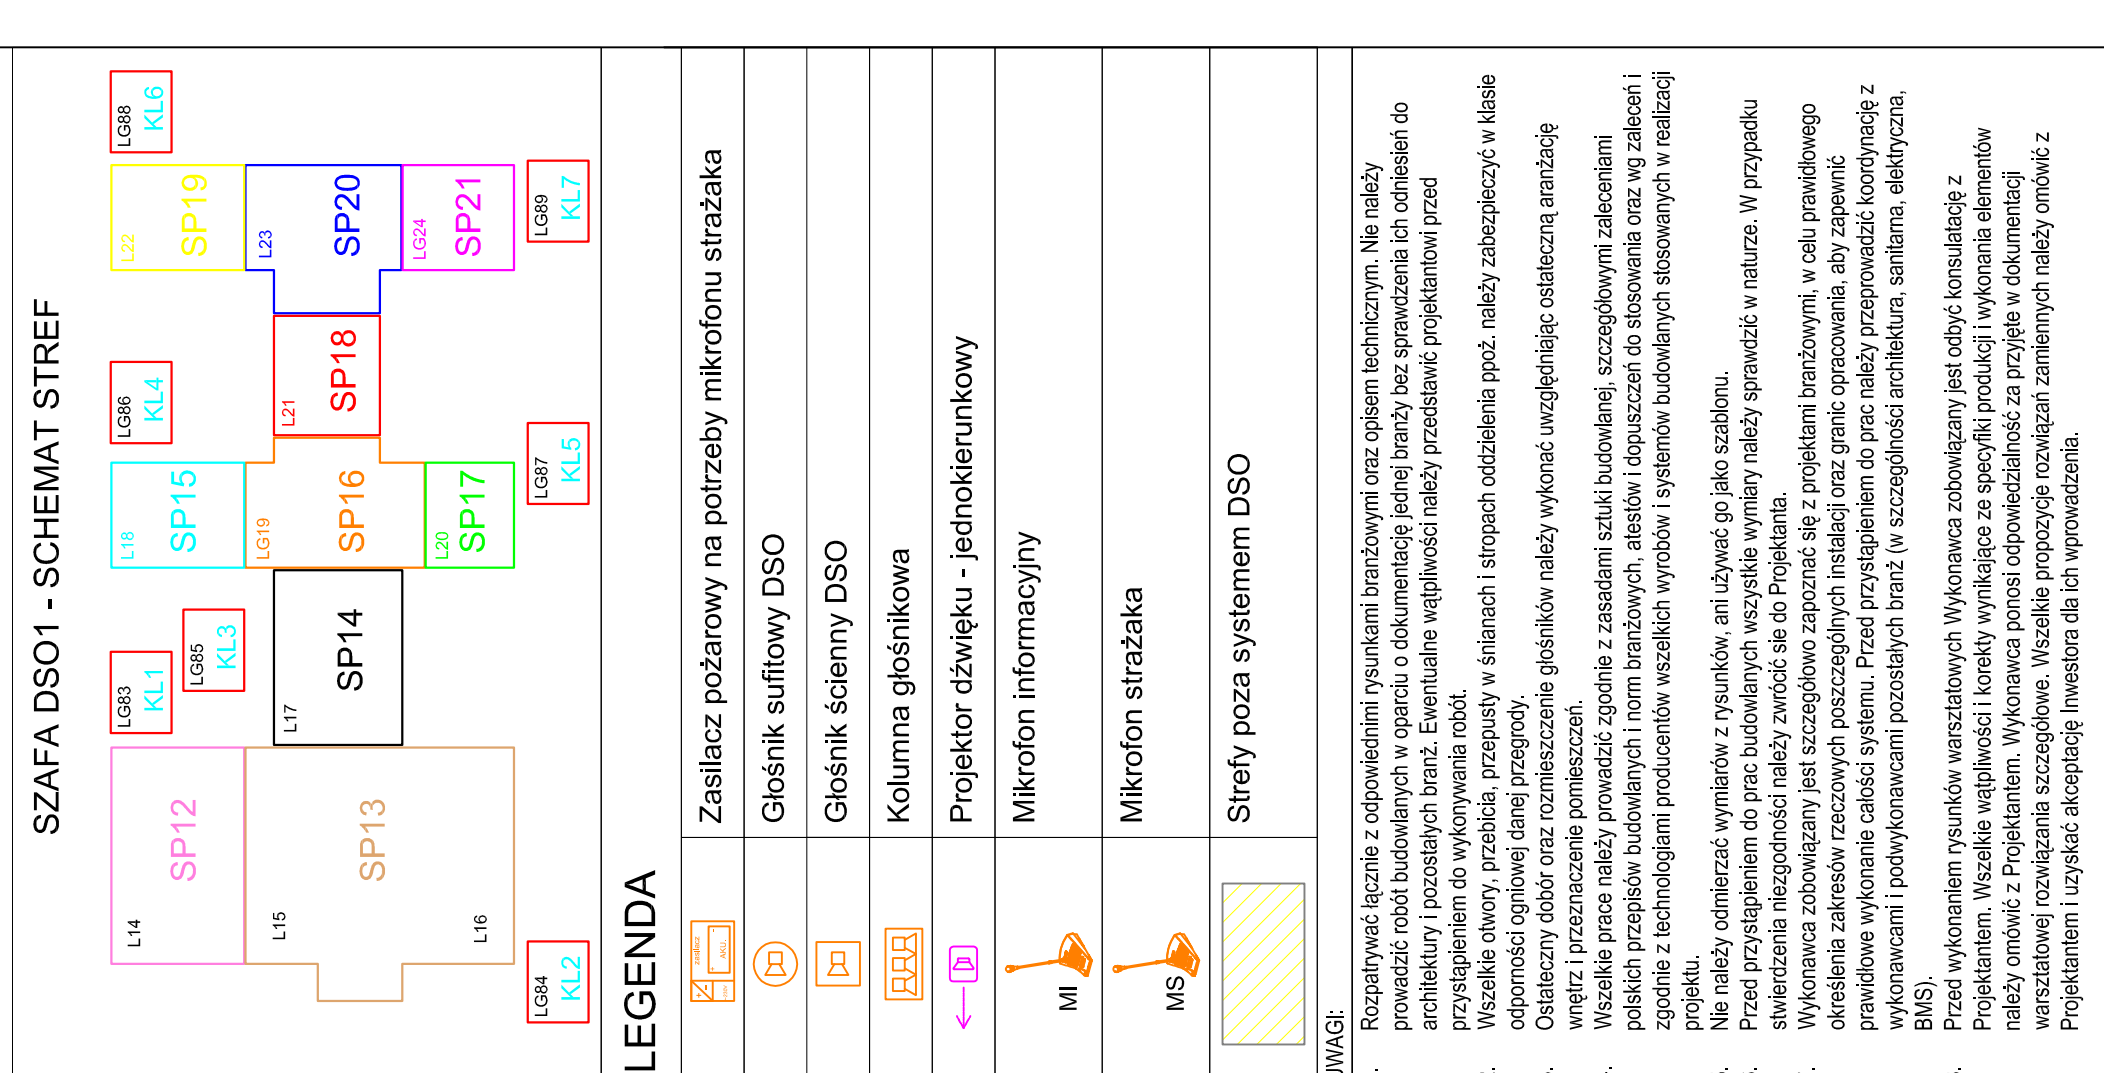 SZAFA DSO1 - SCHEMAT STREF
LG88
KL6
L22
SP19
L23
SP20
LG24
SP21
LG89
KL7
LG86
KL4
L21
SP18
L18
SP15
LG19
SP16
L20
SP17
LG87
KL5
LG83
KL1
LG85
KL3
L17
SP14
L14
SP12
L15
SP13
L16
LG84
KL2
LEGENDA
zasilacz
AKU.
Zasilacz pożarowy na potrzeby mikrofonu strażaka
Głośnik sufitowy DSO
Głośnik ścienny DSO
Kolumna głośnikowa
Projektor dźwięku - jednokierunkowy
MI
Mikrofon informacyjny
MS
Mikrofon strażaka
Strefy poza systemem DSO
UWAGI:
Rozpatrywać łącznie z odpowiednimi rysunkami branżowymi oraz opisem technicznym. Nie należy
prowadzić robót budowlanych w oparciu o dokumentację jednej branży bez sprawdzenia ich odniesień do
architektury i pozostałych branż. Ewentualne wątpliwości należy przedstawić projektantowi przed
przystąpieniem do wykonywania robót.
Wszelkie otwory, przebicia, przepusty w śnianach i stropach oddzielenia ppoż. należy zabezpieczyć w klasie
odporności ogniowej danej przegrody.
Ostateczny dobór oraz rozmieszczenie głośników należy wykonać uwzględniając ostateczną aranżację
wnętrz i przeznaczenie pomieszczeń.
Wszelkie prace należy prowadzić zgodnie z zasadami sztuki budowlanej, szczegółowymi zaleceniami
polskich przepisów budowlanych i norm branżowych, atestów i dopuszczeń do stosowania oraz wg zaleceń i
zgodnie z technologiami producentów wszelkich wyrobów i systemów budowlanych stosowanych w realizacji
projektu.
Nie należy odmierzać wymiarów z rysunków, ani używać go jako szablonu.
Przed przystąpieniem do prac budowlanych wszystkie wymiary należy sprawdzić w naturze. W przypadku
stwierdzenia niezgodności należy zwrócić sie do Projektanta.
Wykonawca zobowiązany jest szczegółowo zapoznać się z projektami branżowymi, w celu prawidłowego
określenia zakresów rzeczowych poszczególnych instalacji oraz granic opracowania, aby zapewnić
prawidłowe wykonanie całości systemu. Przed przystąpieniem do prac należy przeprowadzić koordynację z
wykonawcami i podwykonawcami pozostałych branż (w szczególności architektura, sanitarna, elektryczna,
BMS).
Przed wykonaniem rysunków warsztatowych Wykonawca zobowiązany jest odbyć konsulatację z
Projektantem. Wszelkie wątpliwości i korekty wynikające ze specyfiki produkcji i wykonania elementów
należy omówić z Projektantem. Wykonawca ponosi odpowiedzialność za przyjęte w dokumentacji
warsztatowej rozwiązania szczegółowe. Wszelkie propozycje rozwiązań zamiennych należy omówić z
Projektantem i uzyskać akceptację Inwestora dla ich wprowadzenia.